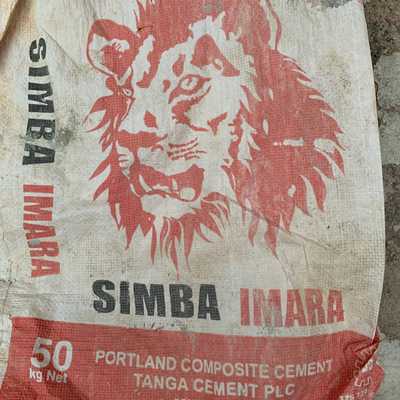 SIMBA IMARA
SIMBA IMARA
50
kg Net
PORTLAND COMPOSITE CEMENT
TANGA CEMENT PLC